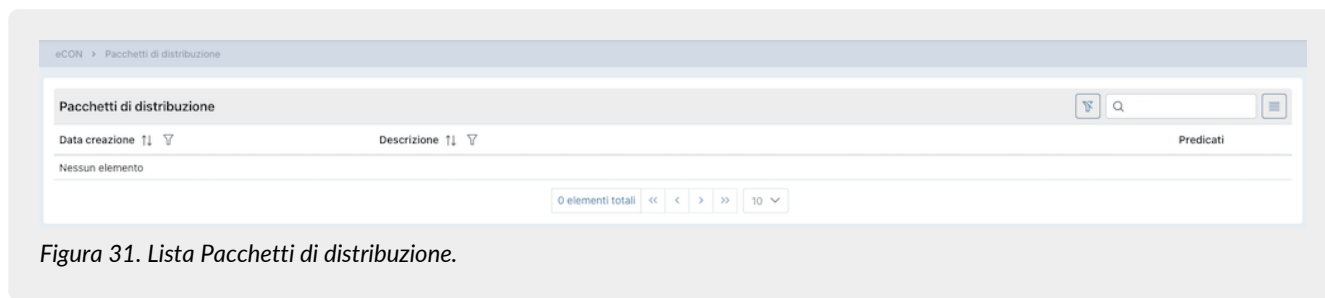 eCON > Pacchetti di distribuzione
Pacchetti di distribuzione
Data creazione Descrizione Predicati
Nessun elemento
0 elementi totali << < > >> 10
Figura 31. Lista Pacchetti di distribuzione.